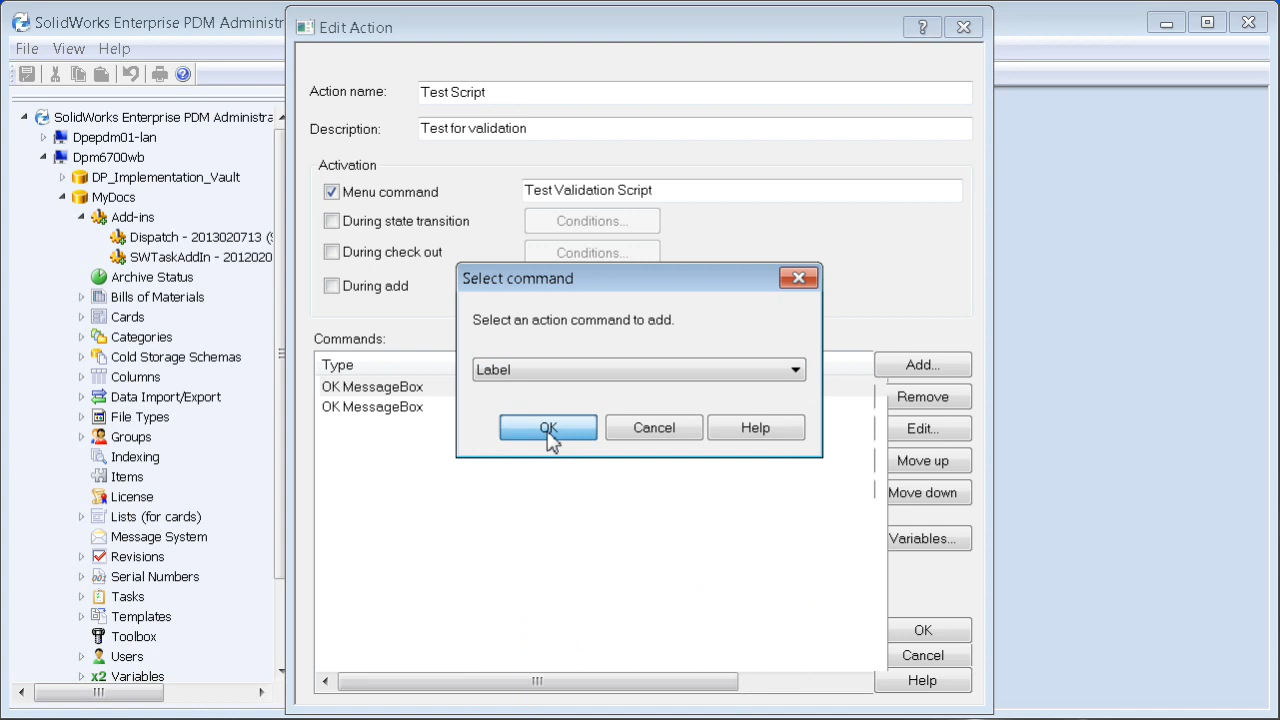 SolidWorks Enterprise PDM Administr
File View Help
SolidWorks Enterprise PDM Administra
Dpepdm01-lan
Dpm6700wb
DP_Implementation_Vault
MyDocs
Add-ins
Dispatch - 2013020713 (S
SWTaskAddIn - 2012020
Archive Status
Bills of Materials
Cards
Categories
Cold Storage Schemas
Columns
Data Import/Export
File Types
Groups
Indexing
Items
License
Lists (for cards)
Message System
Revisions
Serial Numbers
Tasks
Templates
Toolbox
Users
Variables
Edit Action
Action name: Test Script
Description: Test for validation
Activation
Menu command Test Validation Script
During state transition Conditions...
During check out Conditions...
During add
Commands:
Type
OK MessageBox
OK MessageBox
Add...
Remove
Edit...
Move up
Move down
Variables...
OK
Cancel
Help
Select command
Select an action command to add.
Label
OK Cancel Help